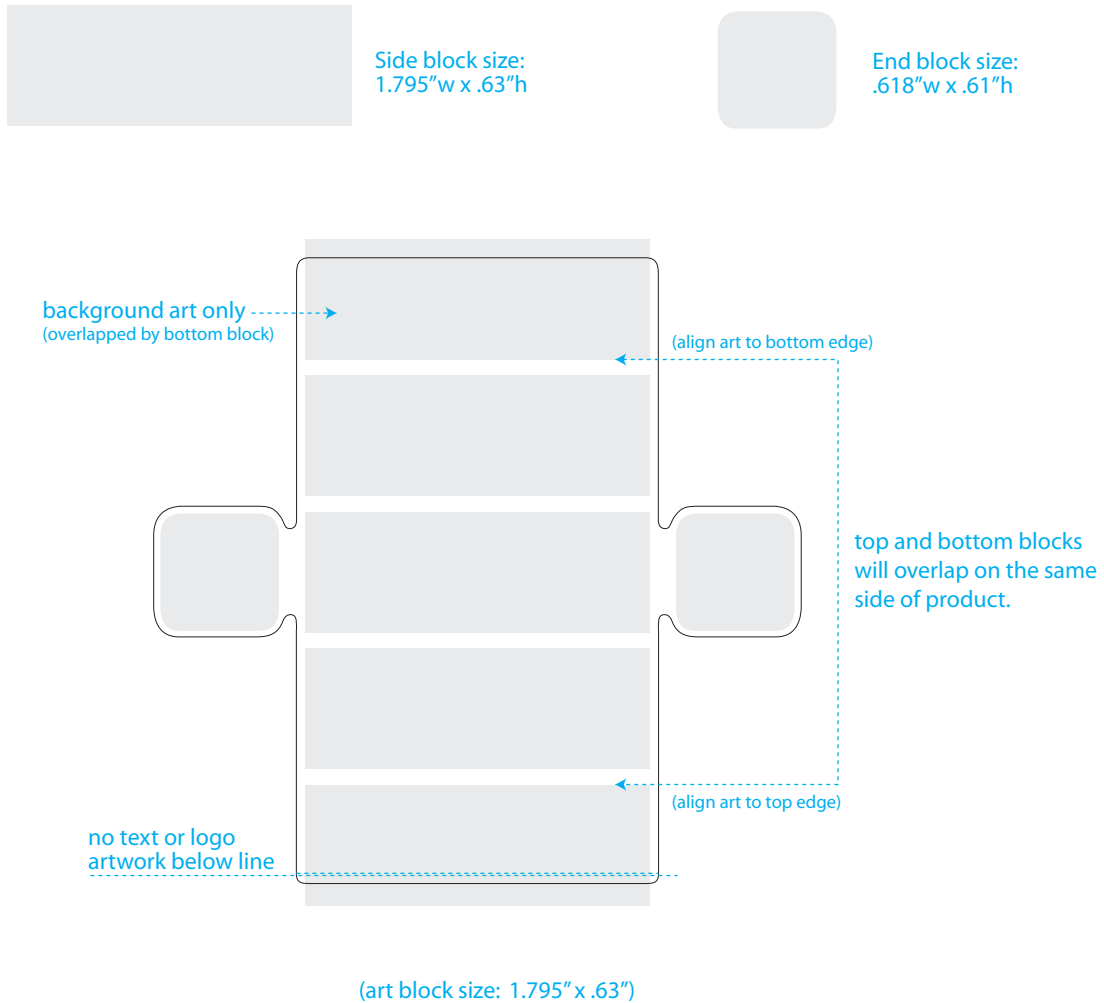 Side block size:
1.795"w x .63"h
End block size:
.618"w x .61"h
background art only
(overlapped by bottom block)
(align art to bottom edge)
top and bottom blocks
will overlap on the same
side of product.
(align art to top edge)
no text or logo
artwork below line
(art block size: 1.795" x .63")